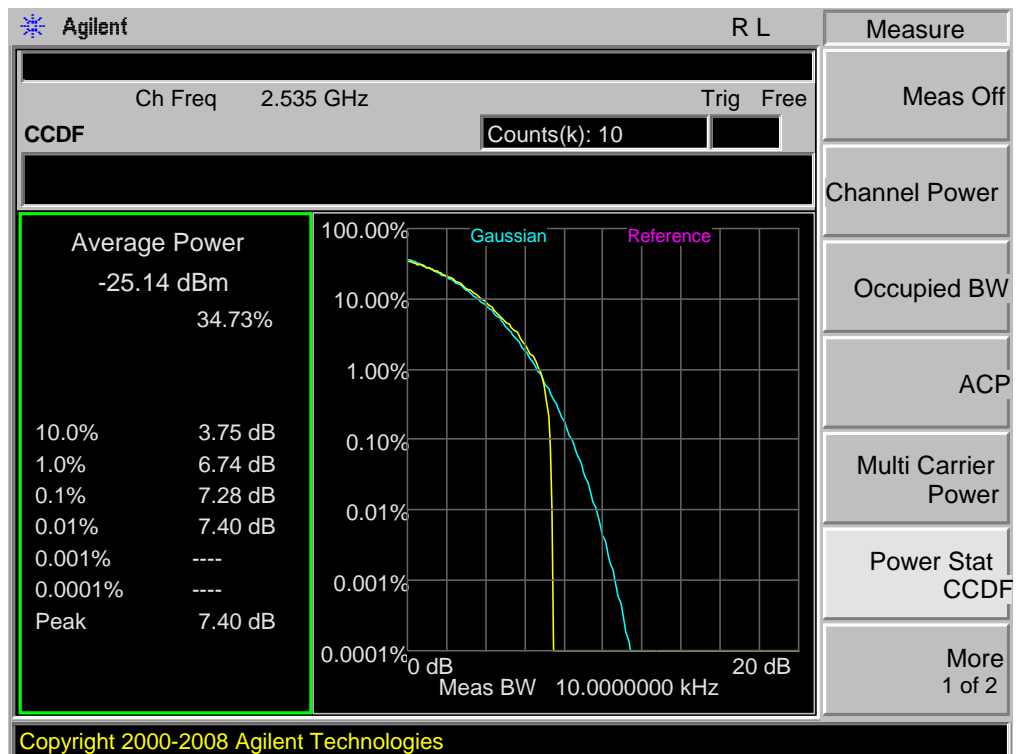 Agilent R L Measure
Ch Freq 2.535 GHz Trig Free
CCDF Counts(k): 10
Meas Off
Channel Power
Occupied BW
ACP
Multi Carrier
Power
Power Stat
CCDF
More
1 of 2
Average Power
-25.14 dBm
34.73%
10.0% 3.75 dB
1.0% 6.74 dB
0.1% 7.28 dB
0.01% 7.40 dB
0.001% ----
0.0001% ----
Peak 7.40 dB
Gaussian Reference
100.00%
10.00%
1.00%
0.10%
0.01%
0.001%
0.0001%
0 dB 20 dB
Meas BW 10.0000000 kHz
Copyright 2000-2008 Agilent Technologies